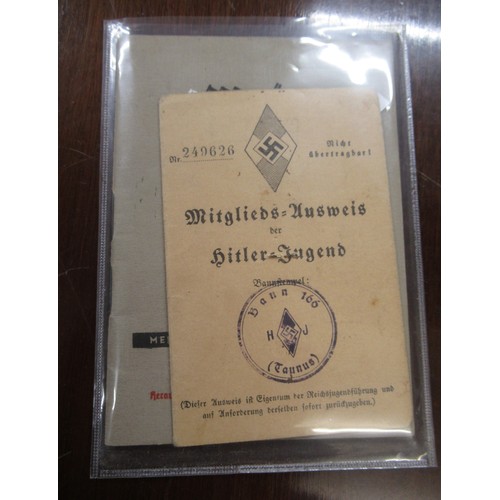 Nr. 249626
Nicht
übertragbar!
Mitglieds-Ausweis
der
Hitler-Jugend
Bannstempel:
Bann 166
H J
(Taunus)
(Dieser Ausweis ist Eigentum der Reichsjugendführung und
auf Anforderung derselben sofort zurückzugeben.)